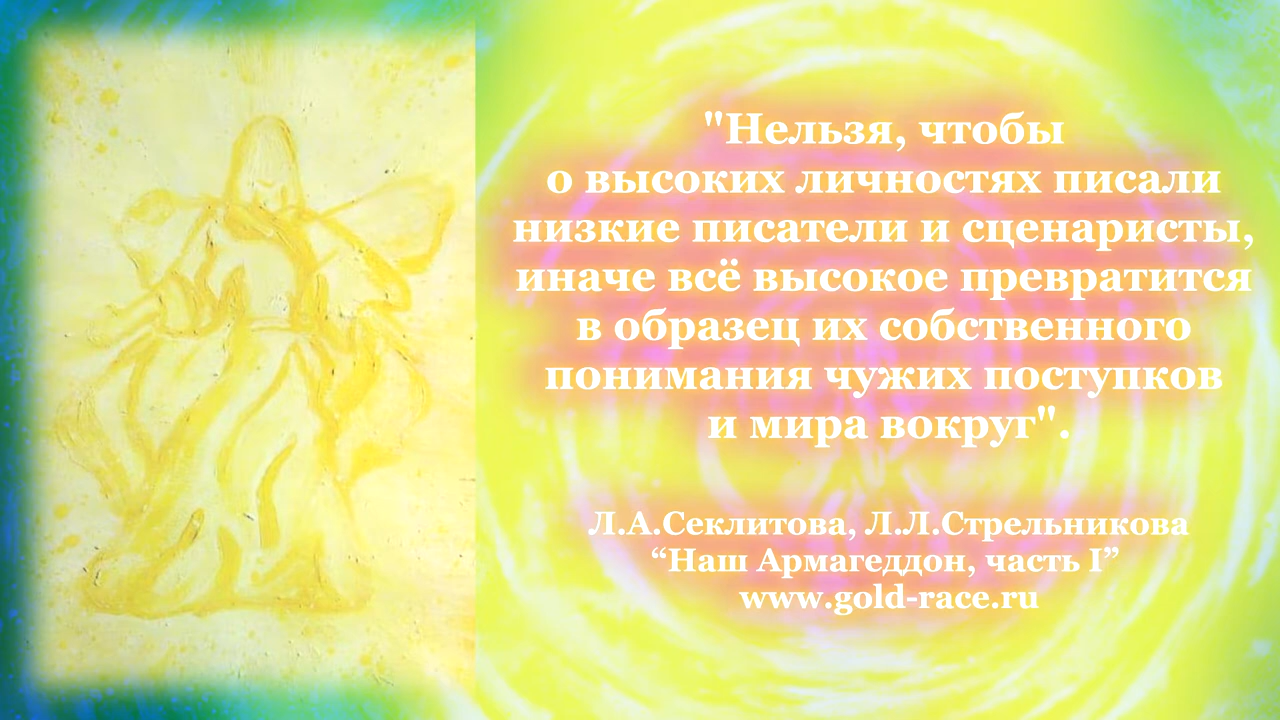 "Нельзя, чтобы
о высоких личностях писали
низкие писатели и сценаристы,
иначе всё высокое превратится
в образец их собственного
понимания чужих поступков
и мира вокруг".
Л.А.Секлитова, Л.Л.Стрельникова
“Наш Армагеддон, часть I”
www.gold-race.ru